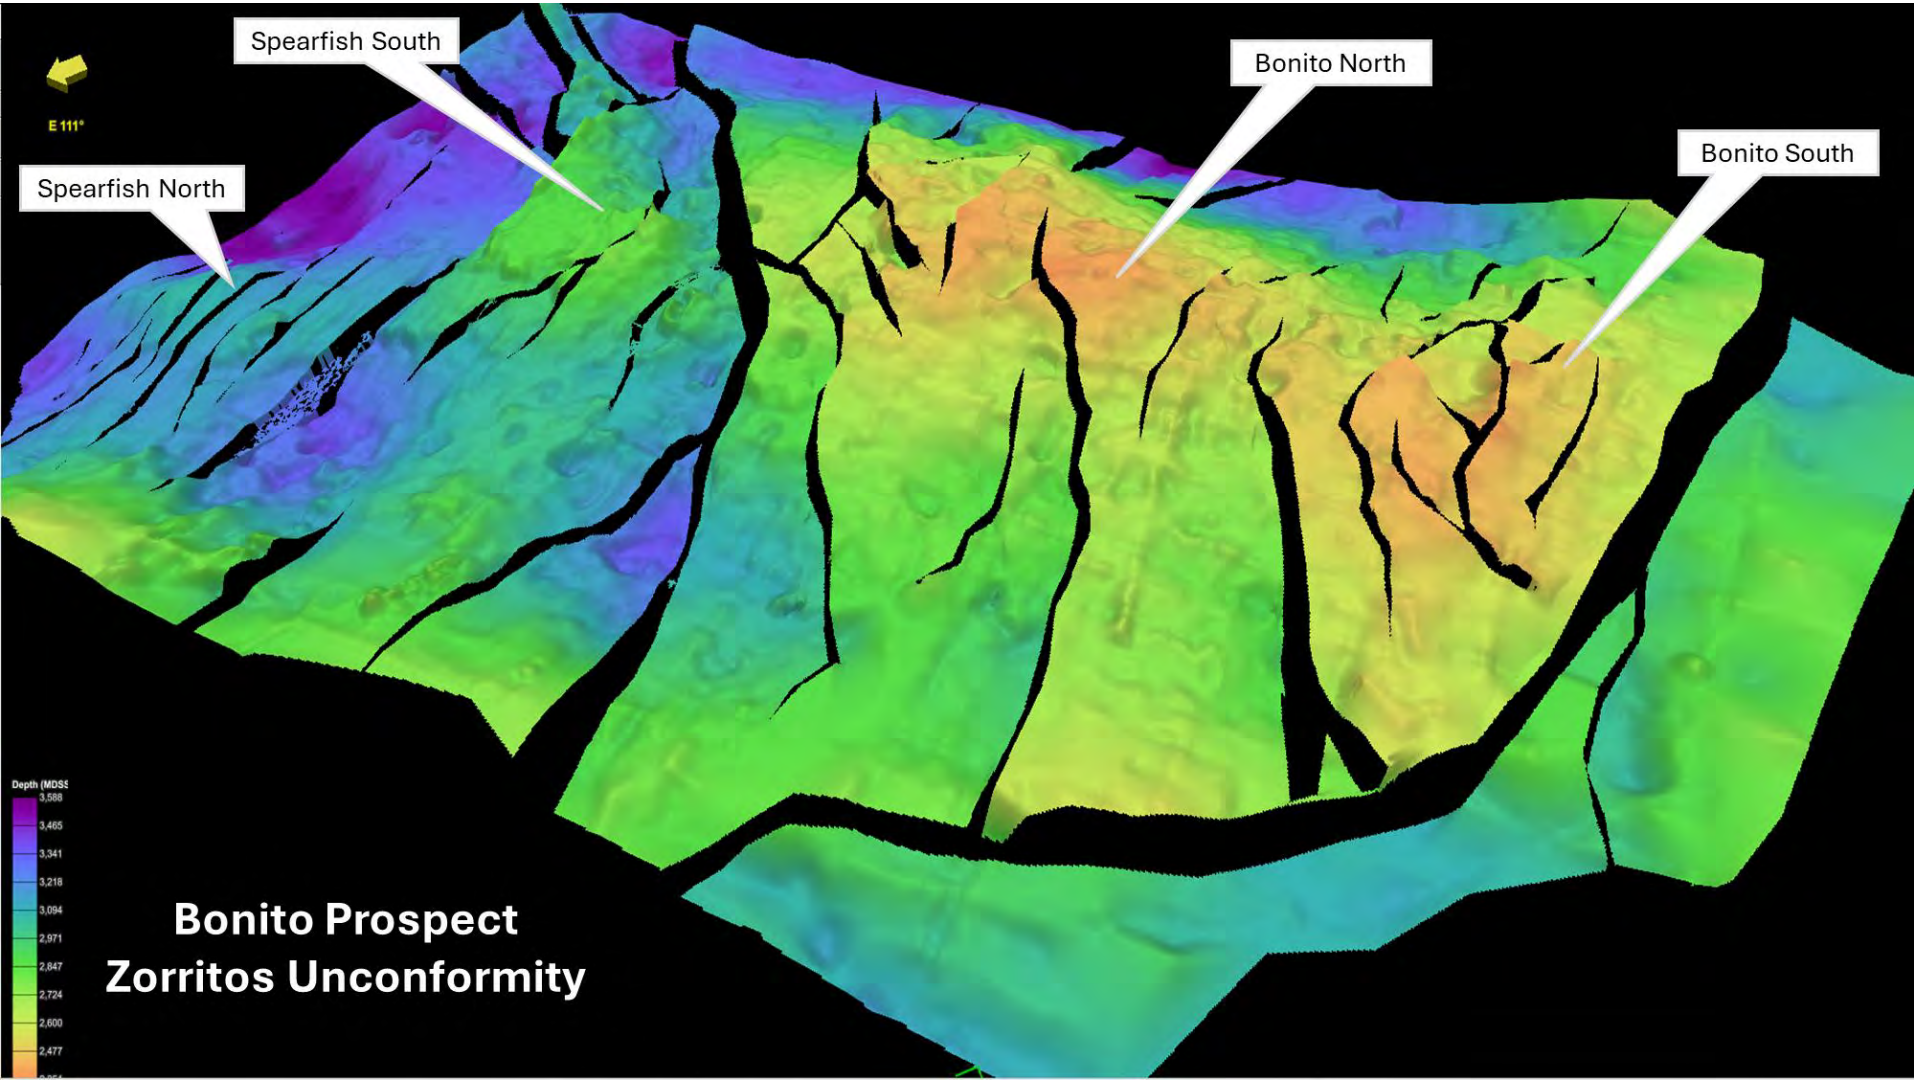 Spearfish South
Bonito North
E 111°
Bonito South
Spearfish North
Depth (MDSS
3,588
3,465
3,341
3,218
3,094
2,971
2,847
2,724
2,600
2,477
Bonito Prospect
Zorritos Unconformity